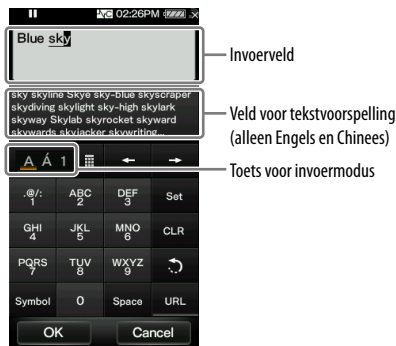 02:26PM
Blue sky
Invoerveld
sky skyline Skye sky-blue skyscraper
skydiving skylight sky-high skylark
skyway Skylab skyrocket skyward
skywards skyjacker skywriting...
Veld voor tekstvoorspelling
(alleen Engels en Chinees)
A Á 1
Toets voor invoermodus
.@/: 1 ABC 2 DEF 3 Set
GHI 4 JKL 5 MNO 6 CLR
PQRS 7 TUV 8 WXYZ 9
Symbol 0 Space URL
OK Cancel